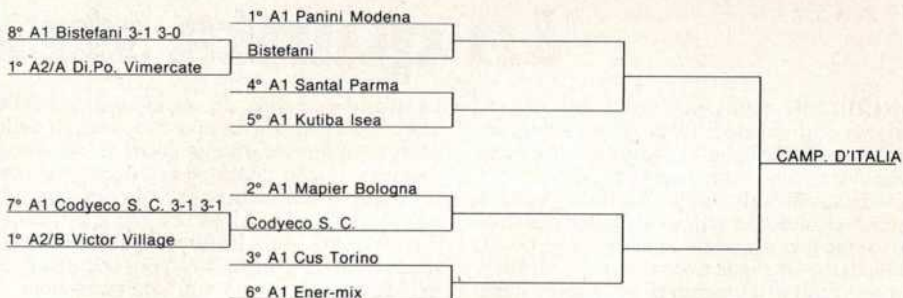 1° A1 Panini Modena
8° A1 Bistefani 3-1 3-0
Bistefani
1° A2/A Di.Po. Vimercate
4° A1 Santal Parma
5° A1 Kutiba Isea
CAMP. D'ITALIA
2° A1 Mapier Bologna
7° A1 Codyeco S. C. 3-1 3-1
Codyeco S. C.
1° A2/B Victor Village
3° A1 Cus Torino
6° A1 Ener-mix